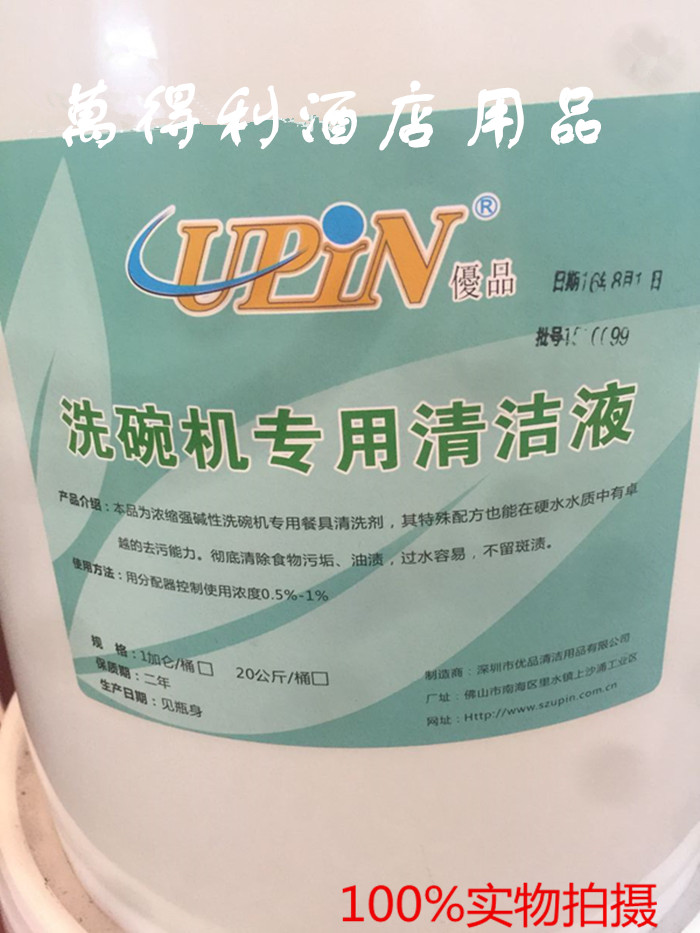 萬得利酒店用品
UPIN®
優品
日期16年8月1日
批号
洗碗机专用清洁液
产品介绍：本品为浓缩强碱性洗碗机专用餐具清洗剂，其特殊配方也能在硬水水质中有卓
越的去污能力。彻底清除食物污垢、油渍，过水容易，不留斑渍。
使用方法：用分配器控制使用浓度0.5%-1%
规 格：1加仑/桶□ 20公斤/桶□
保质期：二年
生产日期：见瓶身
制造商：深圳市优品清洁用品有限公司
厂址：佛山市南海区里水镇上沙浦工业区
网址：Http://www.szupin.com.cn
100%实物拍摄